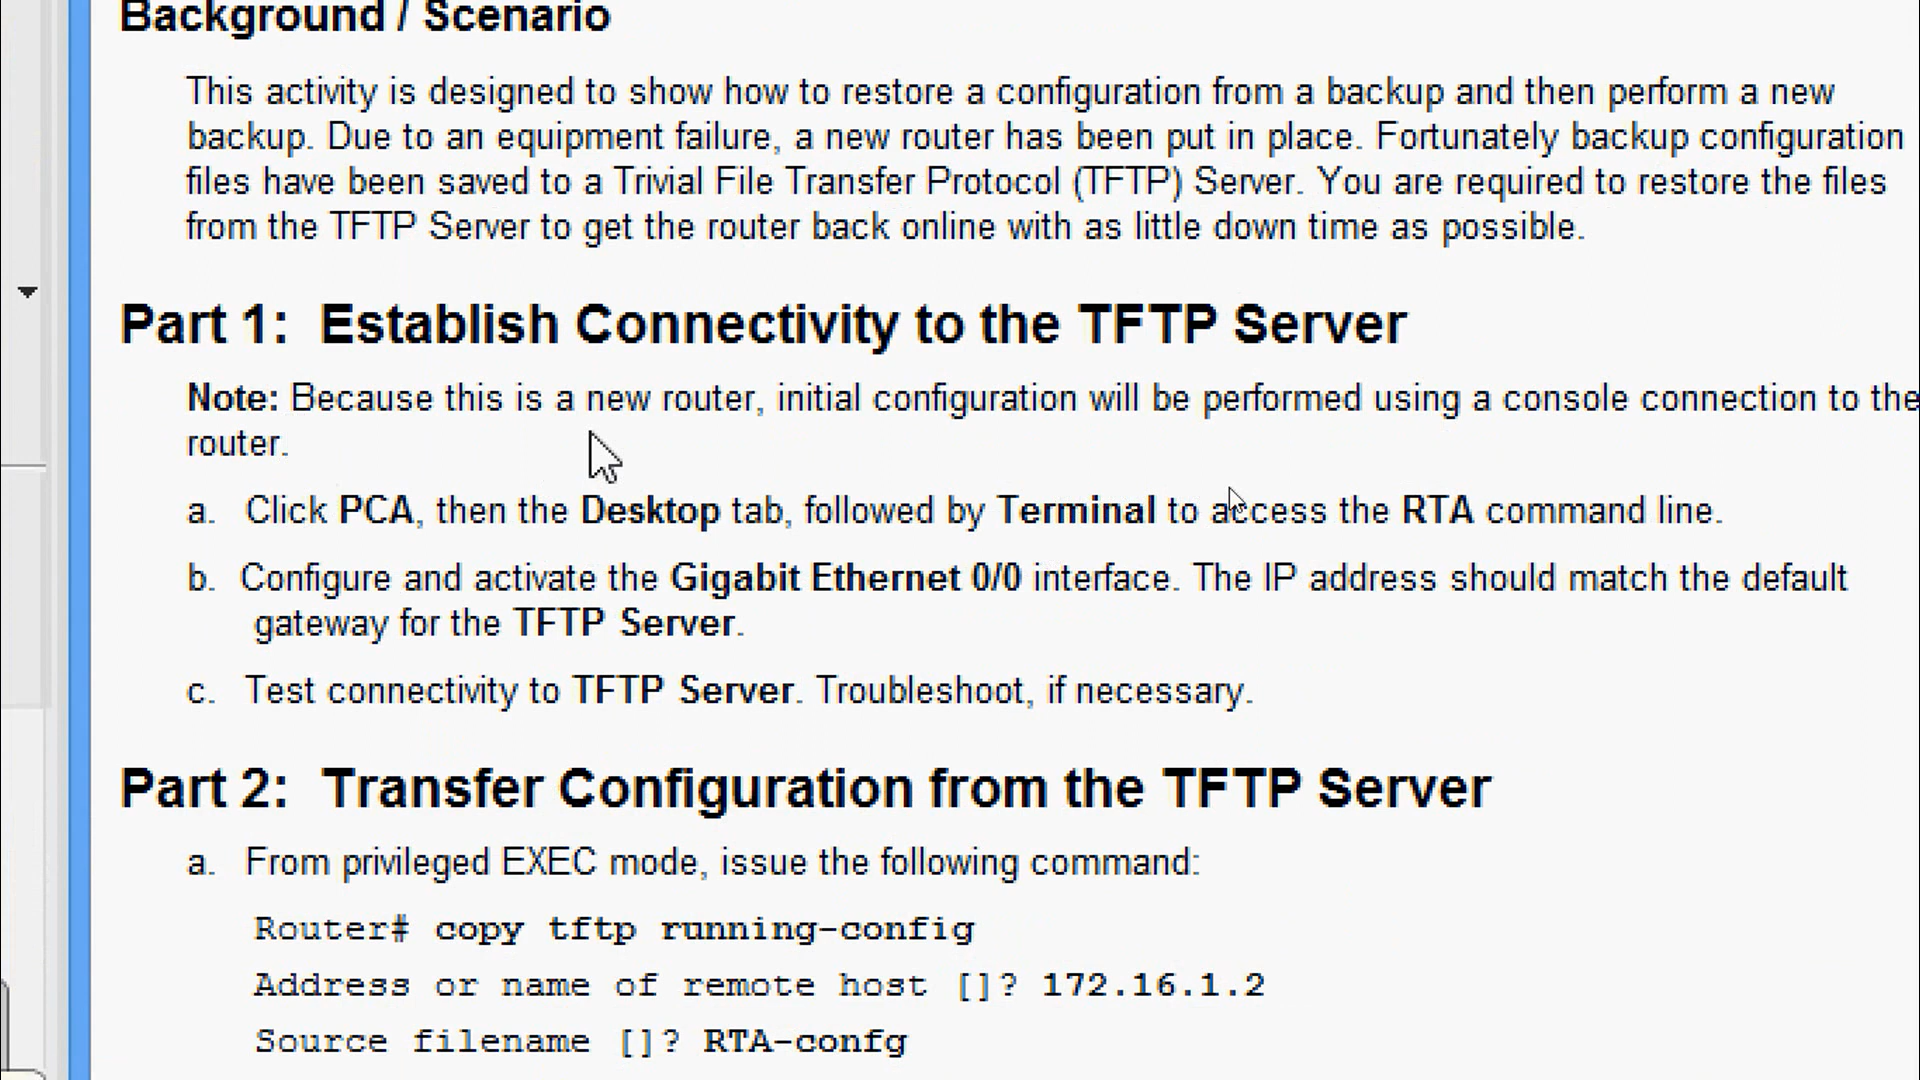 Background / Scenario
This activity is designed to show how to restore a configuration from a backup and then perform a new
backup. Due to an equipment failure, a new router has been put in place. Fortunately backup configuration
files have been saved to a Trivial File Transfer Protocol (TFTP) Server. You are required to restore the files
from the TFTP Server to get the router back online with as little down time as possible.
Part 1: Establish Connectivity to the TFTP Server
Note: Because this is a new router, initial configuration will be performed using a console connection to the
router.
a. Click PCA, then the Desktop tab, followed by Terminal to access the RTA command line.
b. Configure and activate the Gigabit Ethernet 0/0 interface. The IP address should match the default
gateway for the TFTP Server.
c. Test connectivity to TFTP Server. Troubleshoot, if necessary.
Part 2: Transfer Configuration from the TFTP Server
a. From privileged EXEC mode, issue the following command:
Router# copy tftp running-config
Address or name of remote host []? 172.16.1.2
Source filename []? RTA-confg